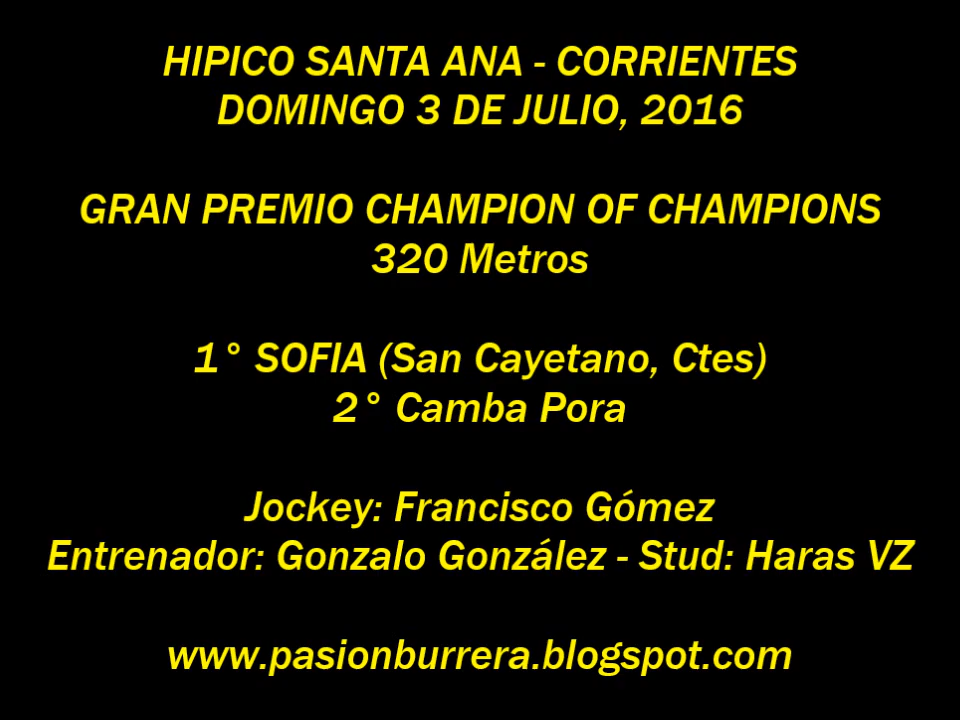 HIPICO SANTA ANA - CORRIENTES
DOMINGO 3 DE JULIO, 2016
GRAN PREMIO CHAMPION OF CHAMPIONS
320 Metros
1° SOFIA (San Cayetano, Ctes)
2° Camba Pora
Jockey: Francisco Gómez
Entrenador: Gonzalo González - Stud: Haras VZ
www.pasionburrera.blogspot.com